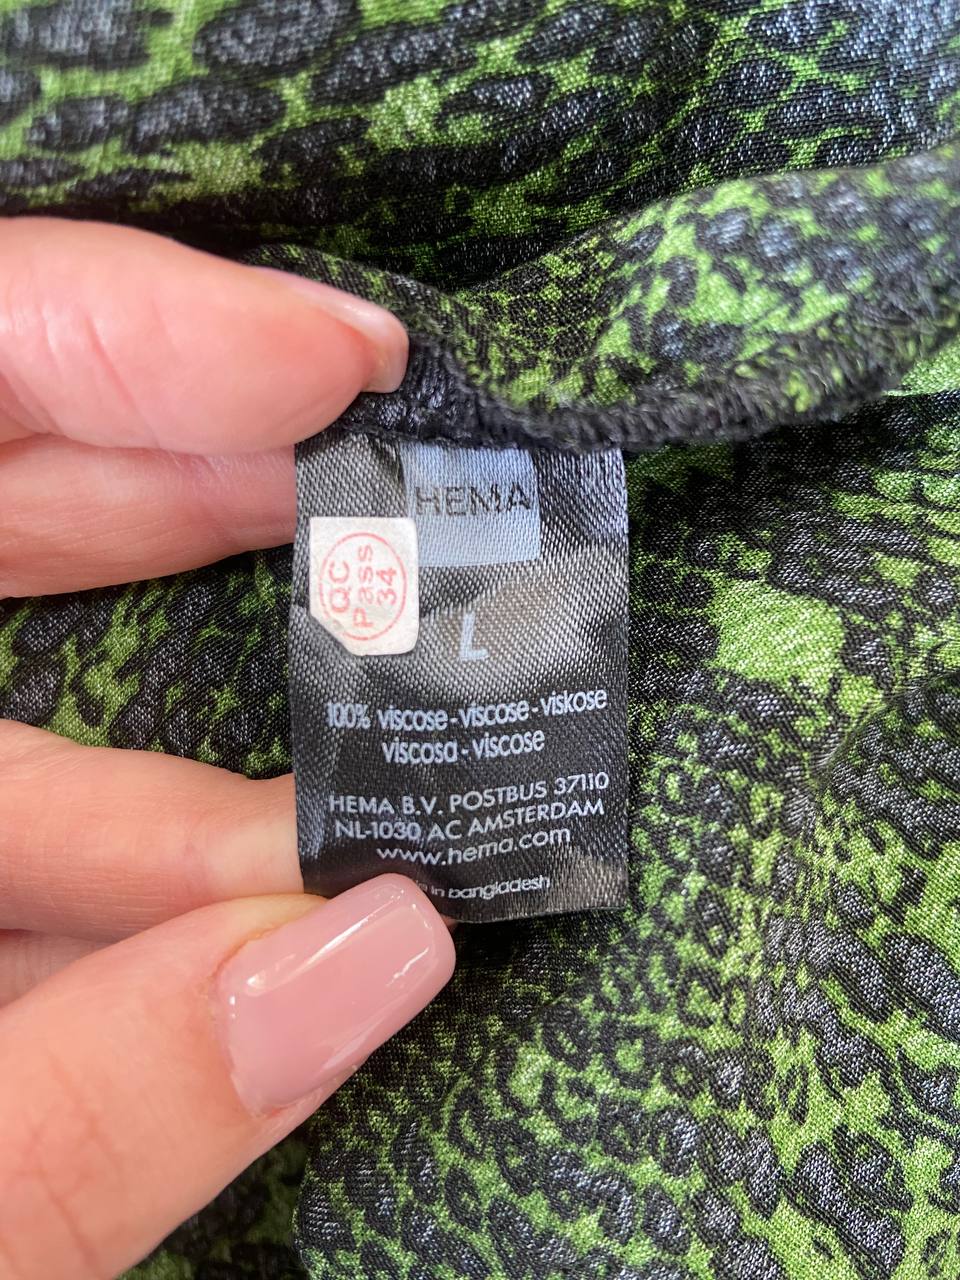 HEMA
QC
Pass
34
L
100% viscose - viscose - viskose
viscosa - viscose
HEMA B.V. POSTBUS 37110
NL-1030 AC AMSTERDAM
www.hema.com
in bangladesh